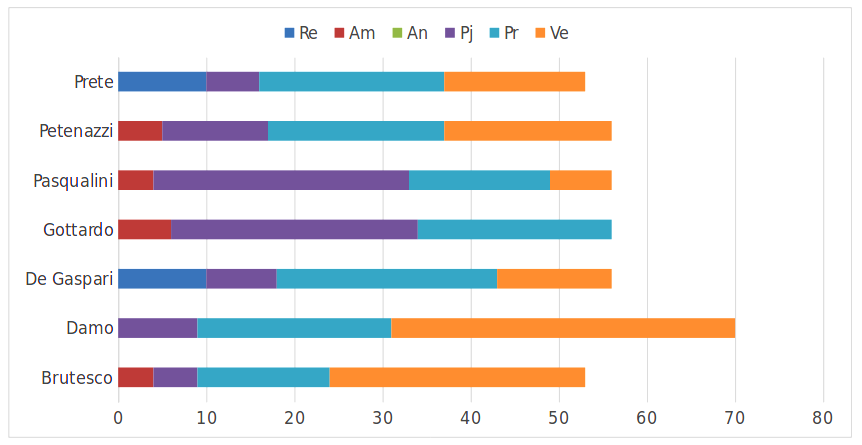 Re Am An Pj Pr Ve
Prete
Petenazzi
Pasqualini
Gottardo
De Gaspari
Damo
Brutesco
0 10 20 30 40 50 60 70 80